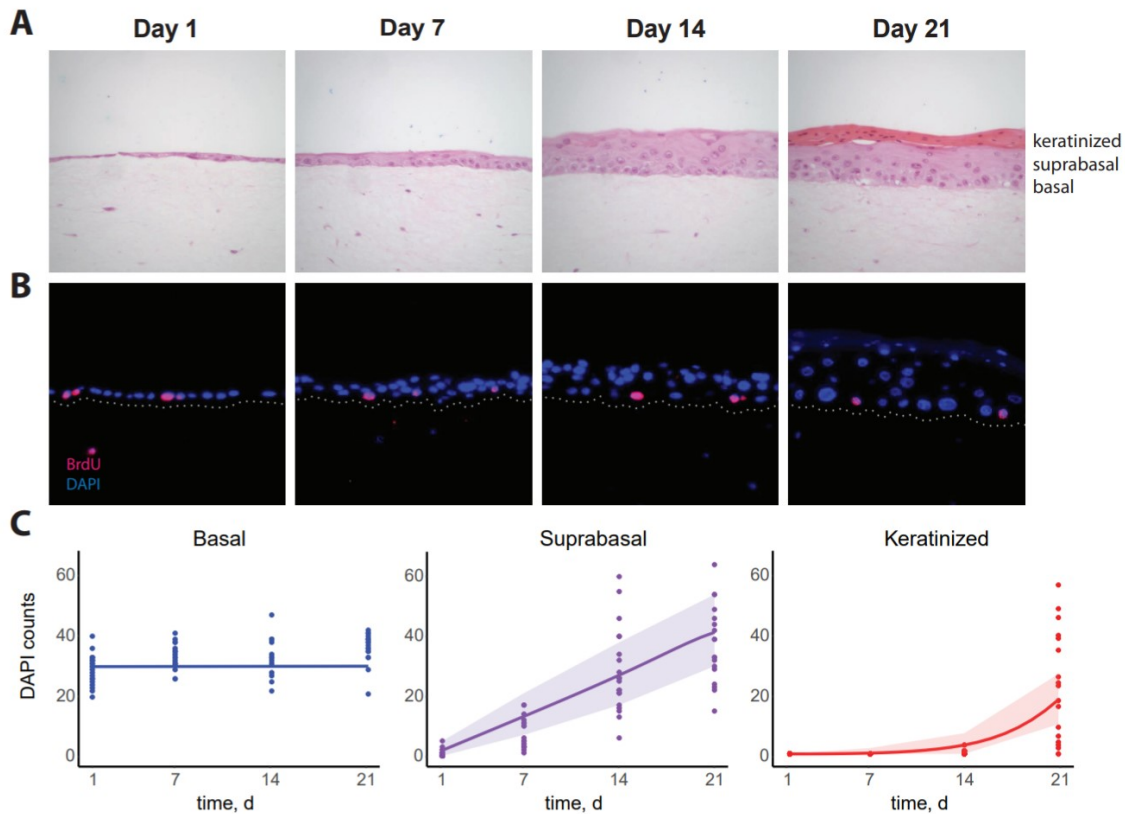 A
Day 1
Day 7
Day 14
Day 21
keratinized
suprabasal
basal
B
BrdU
DAPI
C
Basal
Suprabasal
Keratinized
DAPI counts
60
40
20
0
60
40
20
0
60
40
20
0
1
7
14
21
1
7
14
21
1
7
14
21
time, d
time, d
time, d